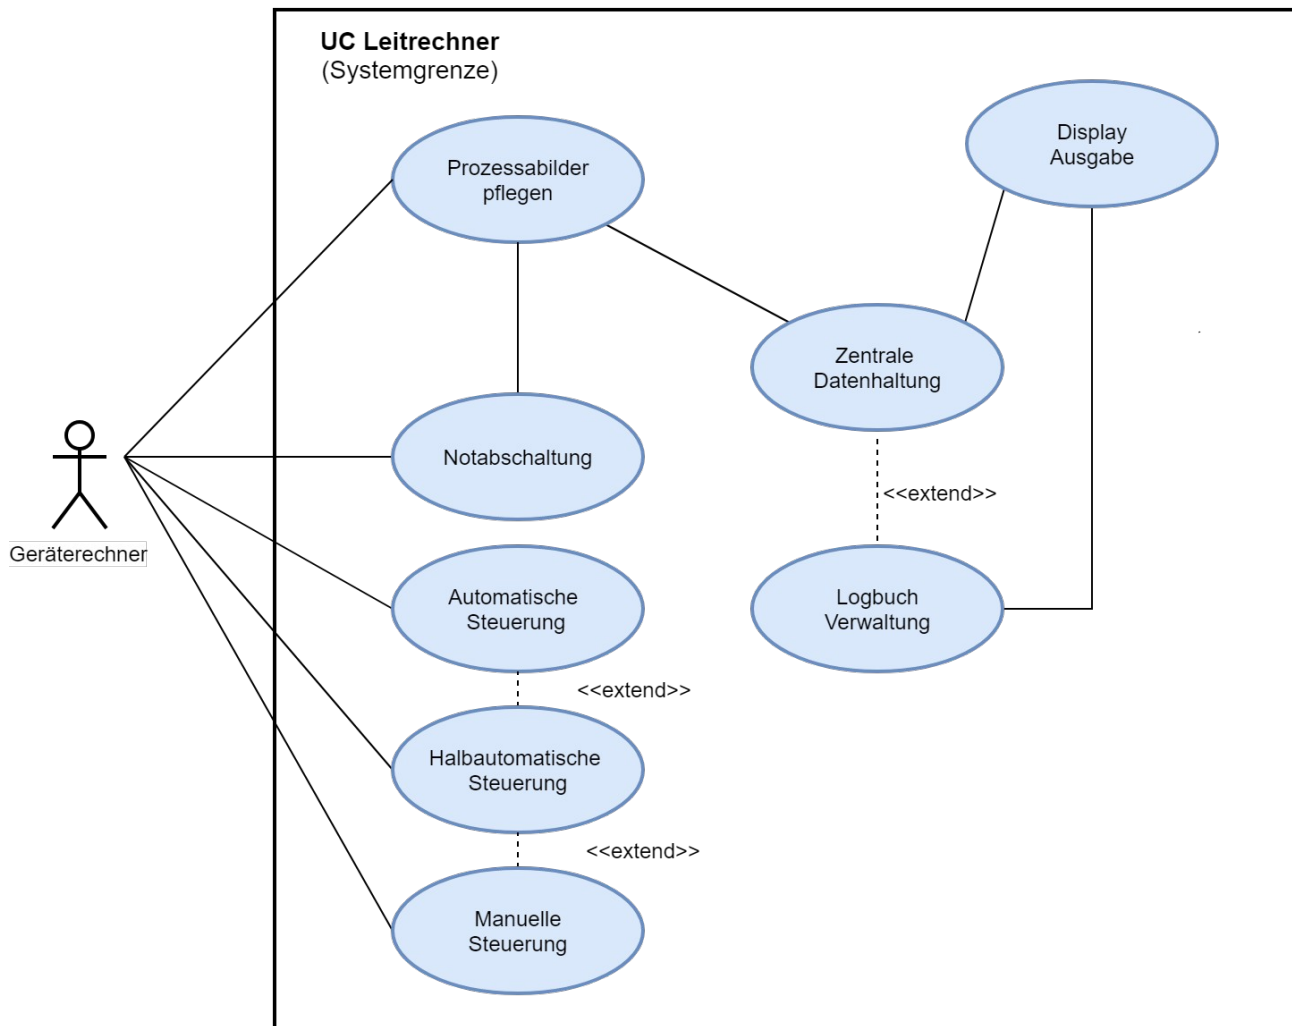 UC Leitrechner
(Systemgrenze)
Display
Ausgabe
Prozessabilder
pflegen
Zentrale
Datenhaltung
Notabschaltung
<<extend>>
Geräterechner
Automatische
Steuerung
Logbuch
Verwaltung
<<extend>>
Halbautomatische
Steuerung
<<extend>>
Manuelle
Steuerung